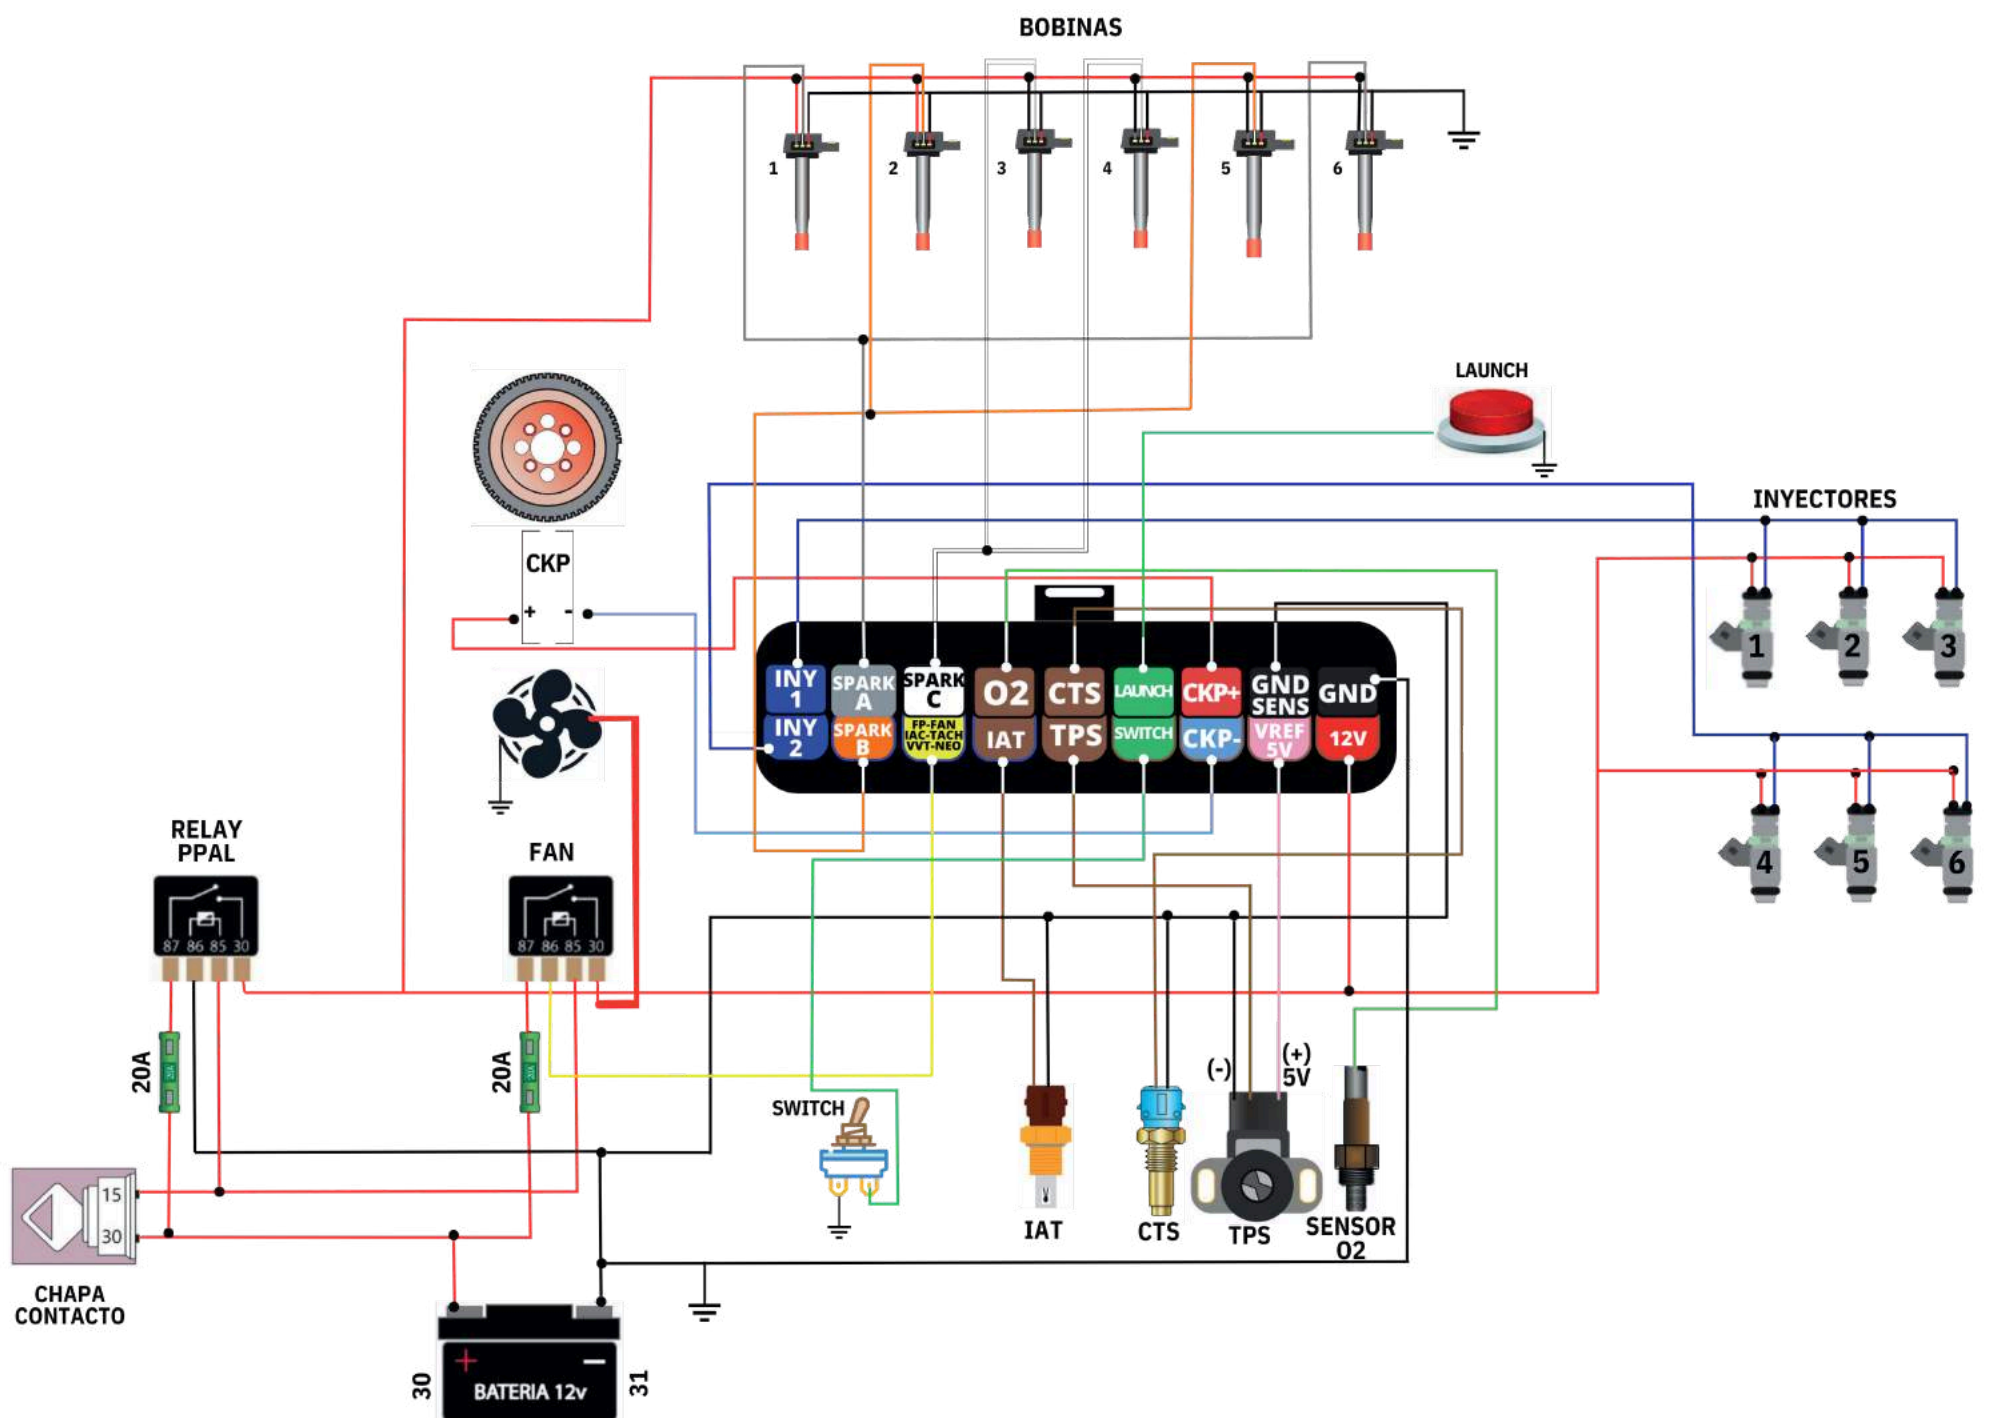 BOBINAS
1
2
3
4
5
6
LAUNCH
INYECTORES
CKP
+
-
1
2
3
INY
1
SPARK
A
SPARK
C
O2
CTS
LAUNCH
CKP+
GND
SENS
GND
INY
2
SPARK
B
FP-FAN
IAC-TACH
VVT-NEO
IAT
TPS
SWITCH
CKP-
VREF
5V
12V
4
5
6
RELAY
PPAL
FAN
87 86 85 30
87 86 85 30
20A
20A
20A
20A
(-)
(+)
5V
SWITCH
15
30
IAT
CTS
TPS
SENSOR
O2
CHAPA
CONTACTO
30
+
-
31
BATERIA 12v